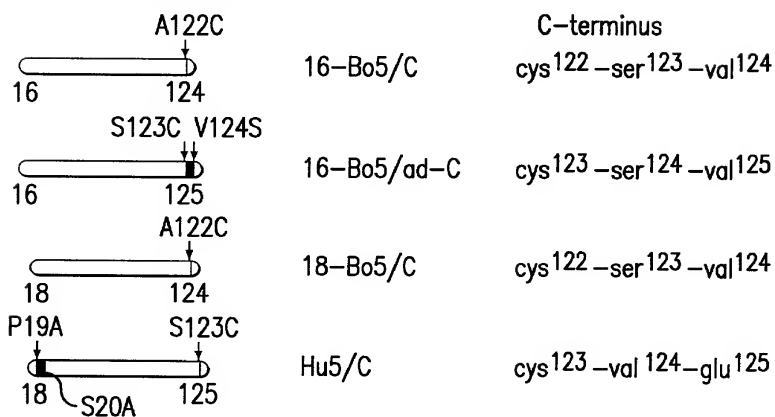 C-terminus
A122C
16 124 16-Bo5/C cys122-ser123-val124
S123C V124S
16 125 16-Bo5/ad-C cys123-ser124-val125
A122C
18 124 18-Bo5/C cys122-ser123-val124
P19A S123C
18 125 Hu5/C cys123-val124-glu125
S20A